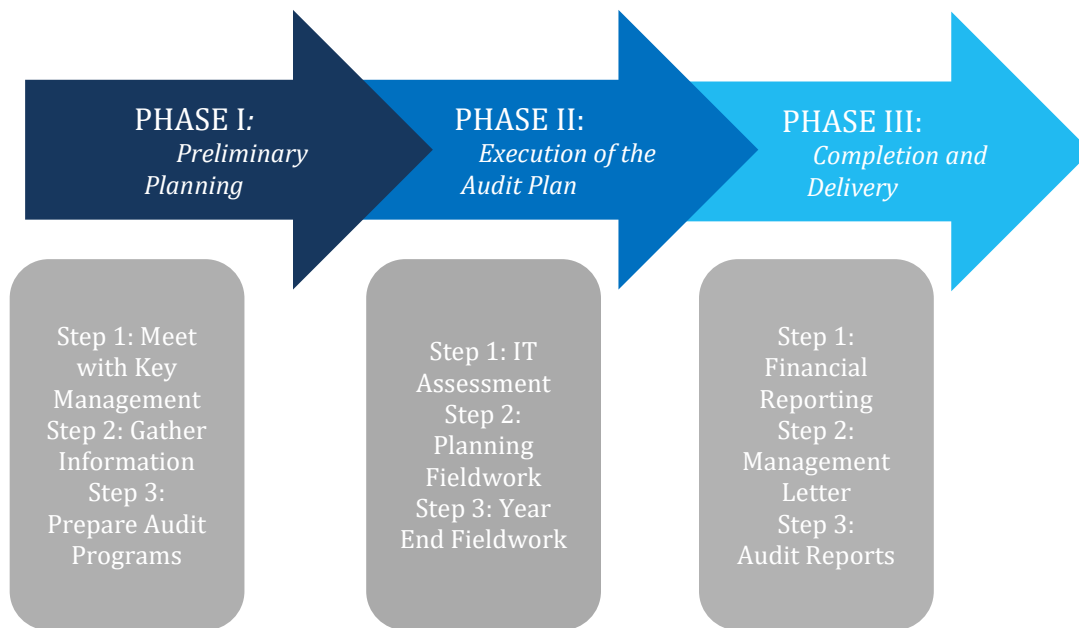 PHASE I:
Preliminary
Planning
PHASE II:
Execution of the
Audit Plan
PHASE III:
Completion and
Delivery
Step 1: Meet
with Key
Management
Step 2: Gather
Information
Step 3:
Prepare Audit
Programs
Step 1: IT
Assessment
Step 2:
Planning
Fieldwork
Step 3: Year
End Fieldwork
Step 1:
Financial
Reporting
Step 2:
Management
Letter
Step 3:
Audit Reports